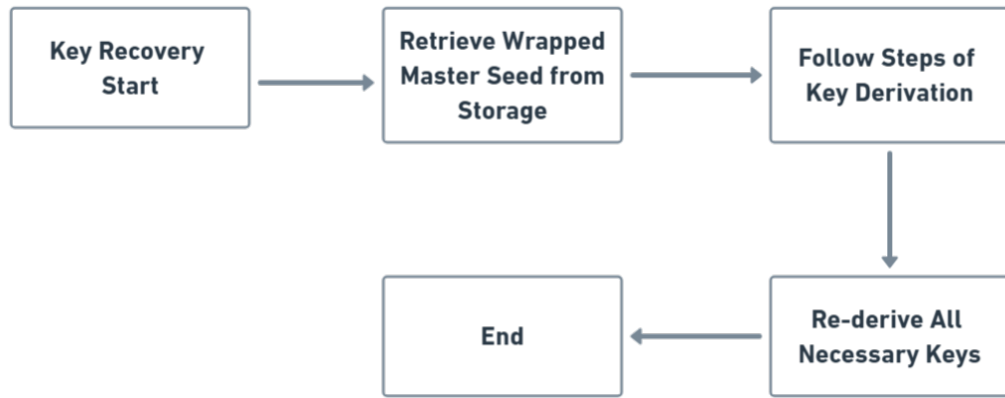 Key Recovery
Start
Retrieve Wrapped
Master Seed from
Storage
Follow Steps of
Key Derivation
Re-derive All
Necessary Keys
End